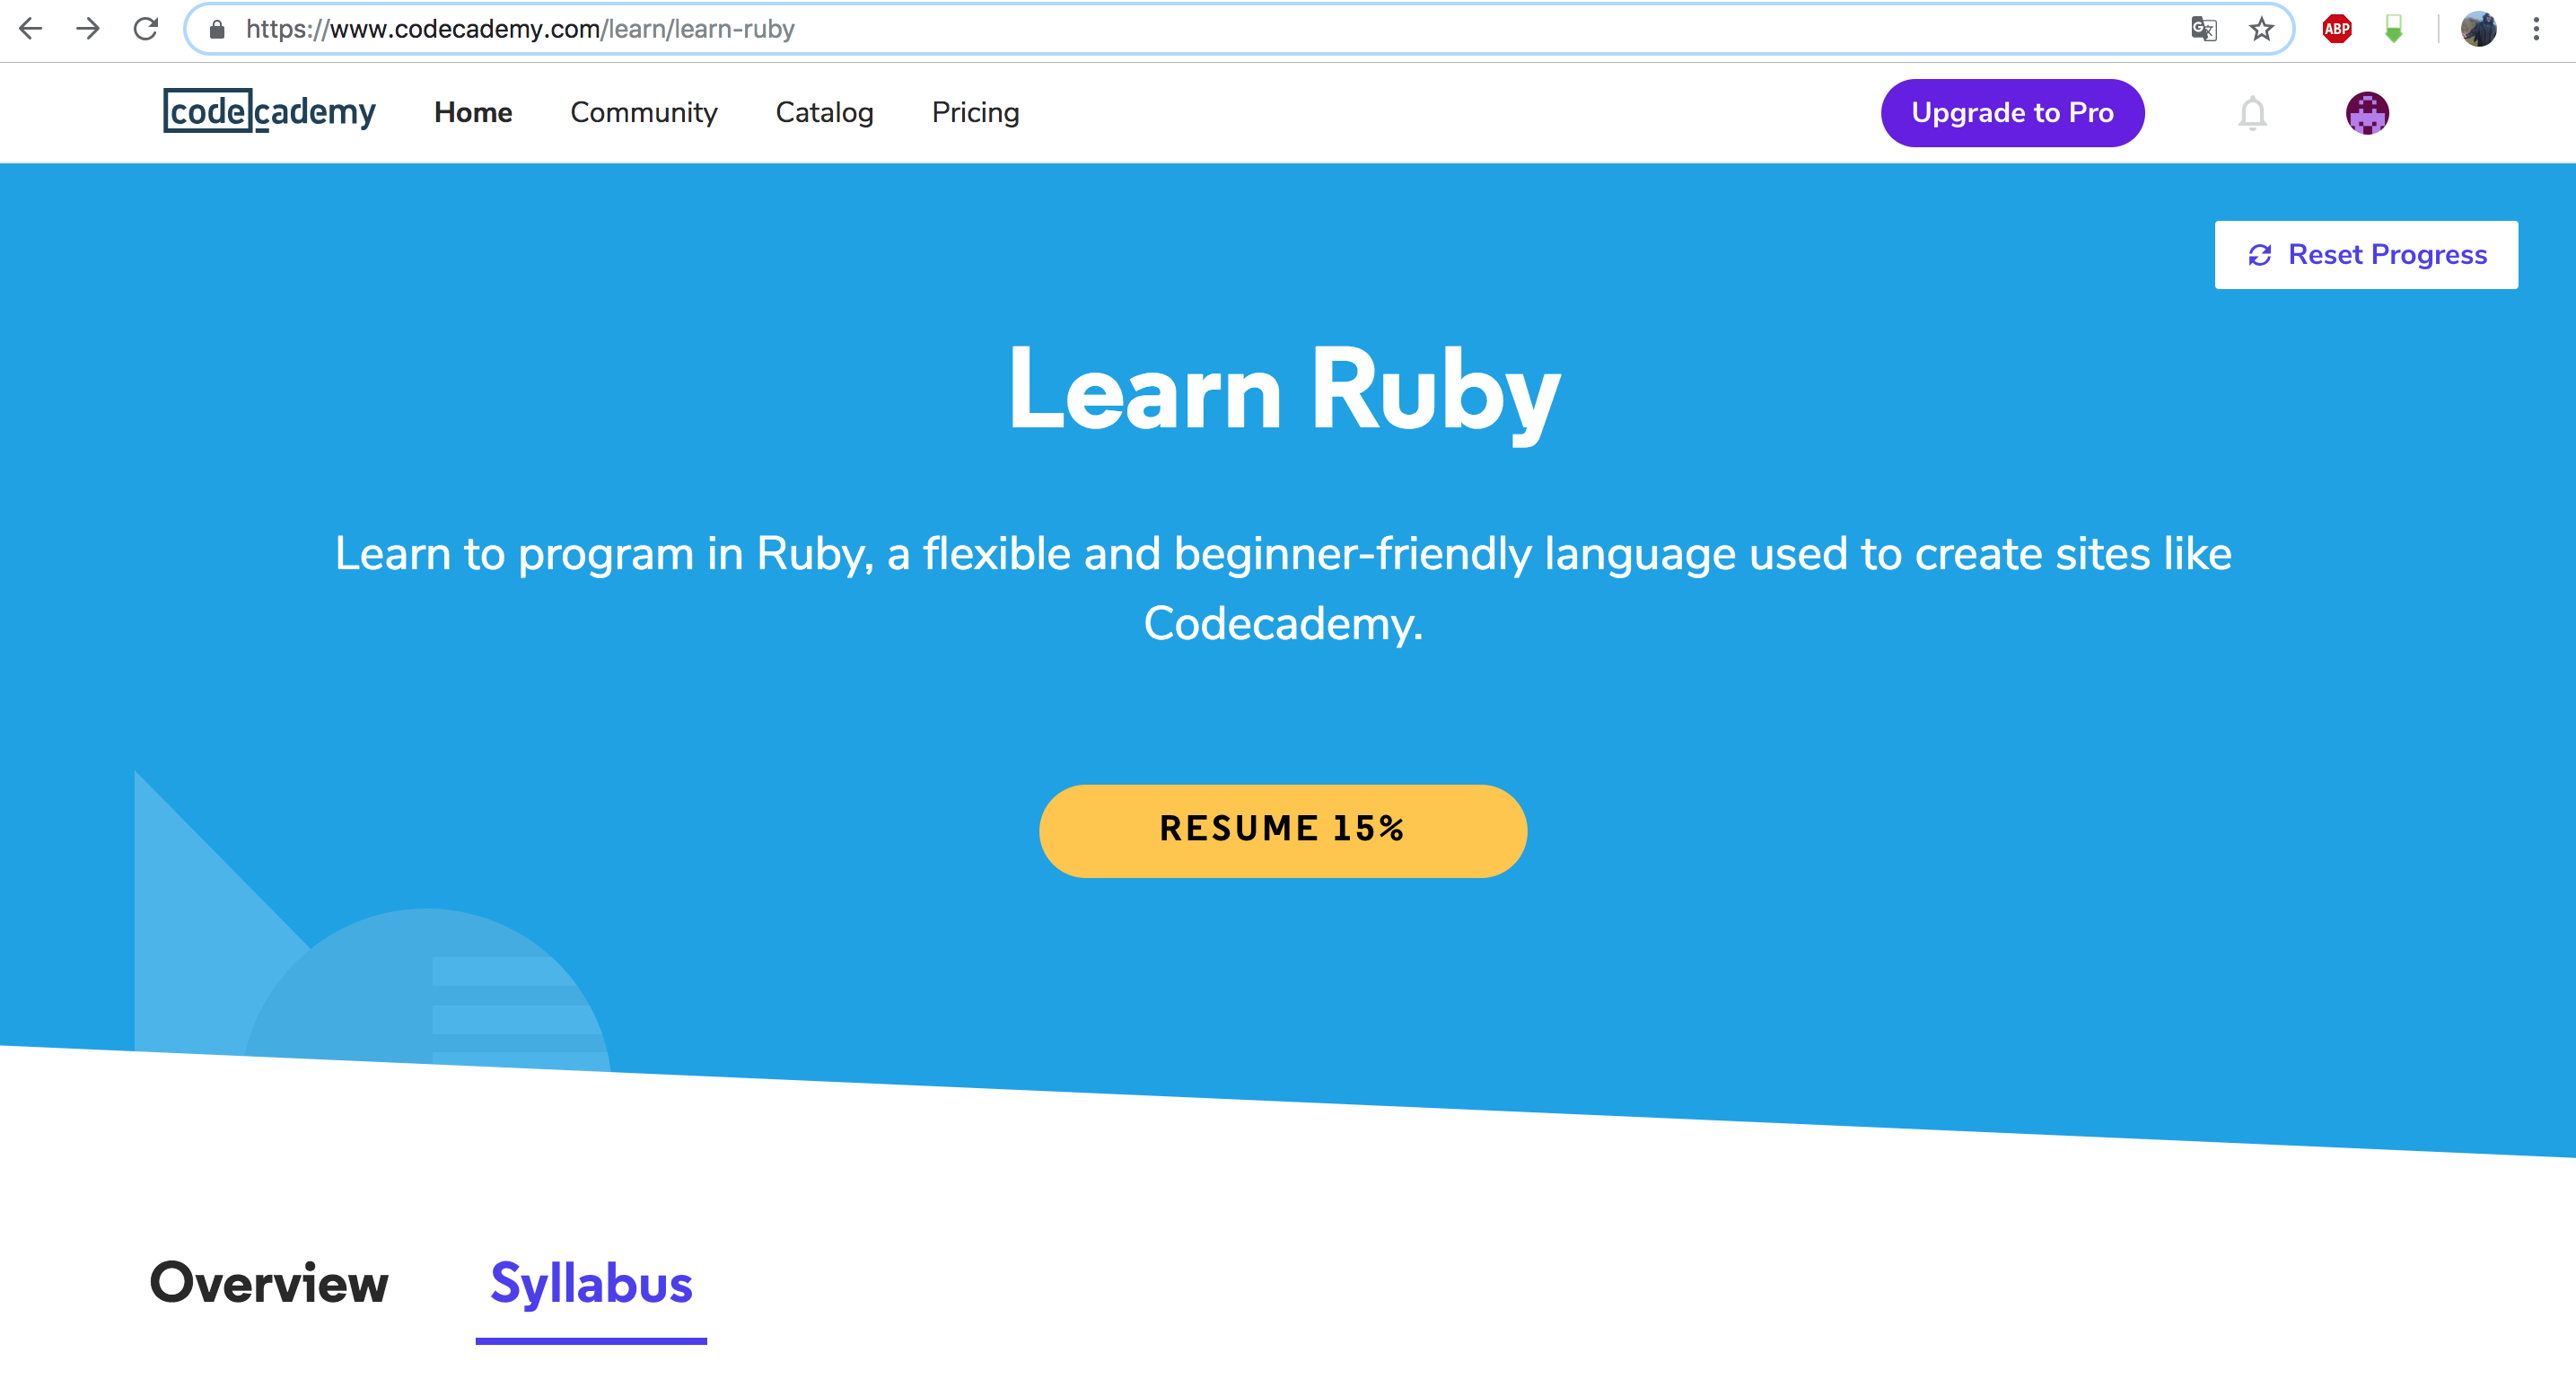 https://www.codecademy.com/learn/learn-ruby
ABP
codecademy Home Community Catalog Pricing Upgrade to Pro
Reset Progress
Learn Ruby
Learn to program in Ruby, a flexible and beginner-friendly language used to create sites like
Codecademy.
RESUME 15%
Overview Syllabus